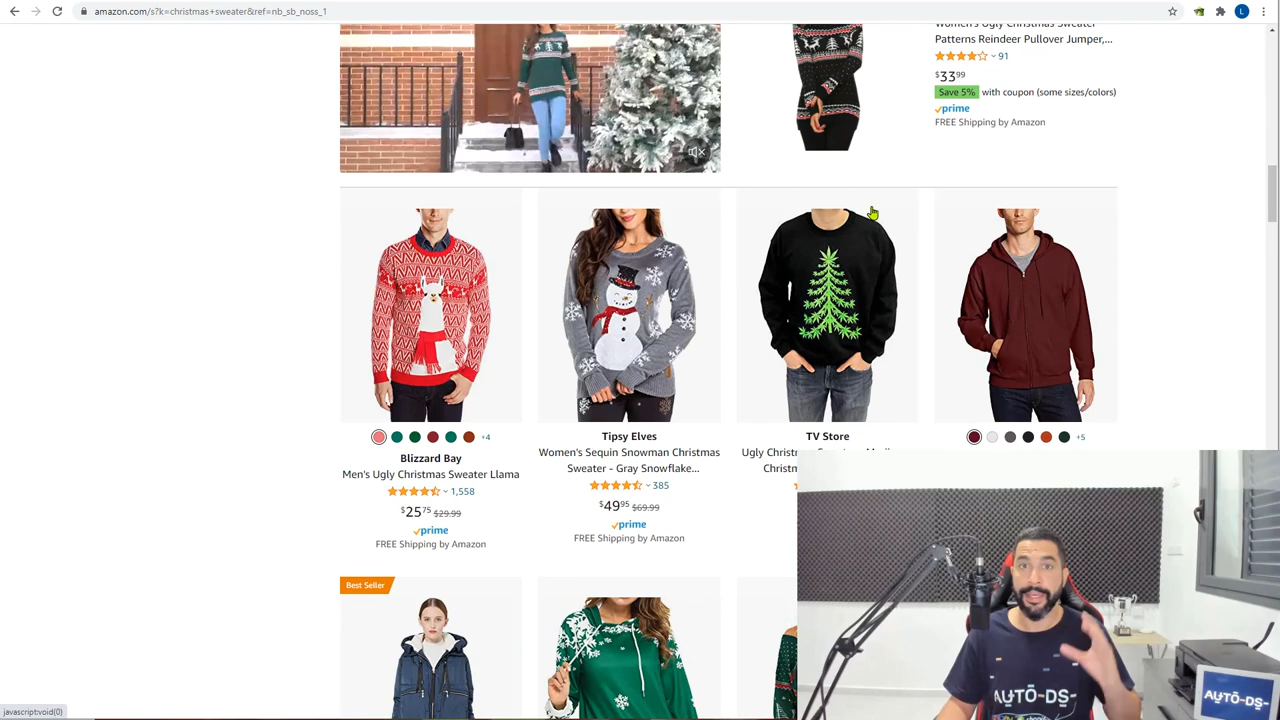 amazon.com/s?k=christmas+sweater&ref=nb_sb_noss_1
L
Women's Ugly Christmas Sweater
Patterns Reindeer Pullover Jumper,...
91
$33 99
Save 5% with coupon (some sizes/colors)
prime
FREE Shipping by Amazon
+4
Blizzard Bay
Men's Ugly Christmas Sweater Llama
1,558
$25 75 $29.99
prime
FREE Shipping by Amazon
Tipsy Elves
Women's Sequin Snowman Christmas
Sweater - Gray Snowflake...
385
$49 95 $69.99
prime
FREE Shipping by Amazon
TV Store
+5
Best Seller
AUTO-DS-
AUTO-DS-
javascript:void(0)